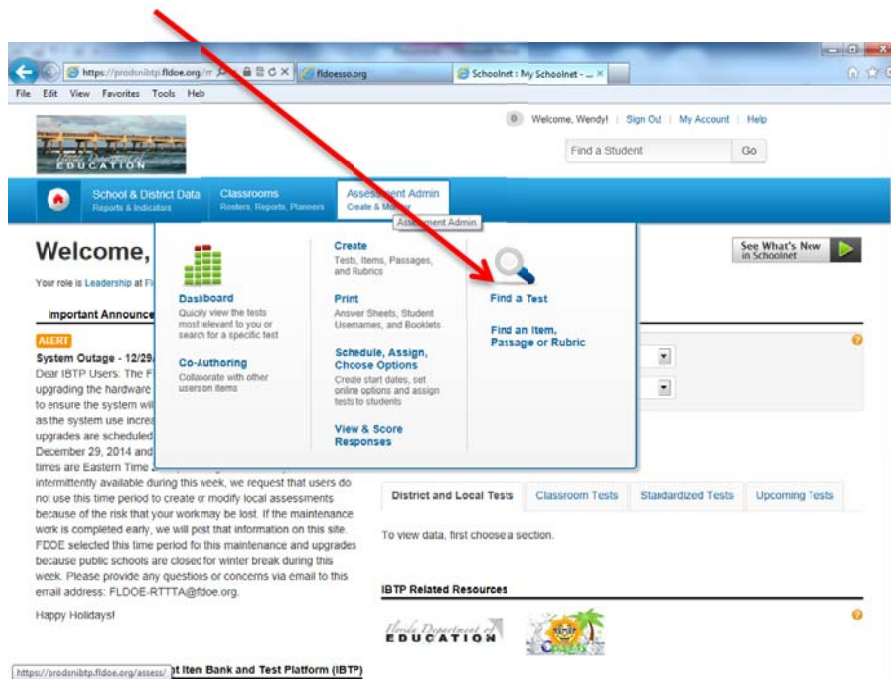 https://prodsnibtp.fldoe.org/
fldoesso.org
Schoolnet : My Schoolnet - ...
File Edit View Favorites Tools Help
0 Welcome, Wendy! | Sign Out | My Account | Help
Florida Department of
EDUCATION
Find a Student
Go
School & District Data
Reports & Indicators
Classrooms
Rosters, Reports, Planners
Assessment Admin
Create & Monitor
Assessment Admin
Welcome,
Your role is Leadership at
Important Announce
ALERT
System Outage - 12/29/
Dear IBTP Users: The F
upgrading the hardware
to ensure the system will
as the system use increa
upgrades are scheduled
December 29, 2014 and
times are Eastern Time
intermittently available during this week, we request that users do
not use this time period to create or modify local assessments
because of the risk that your work may be lost. If the maintenance
work is completed early, we will post that information on this site.
FDOE selected this time period for this maintenance and upgrades
because public schools are closed for winter break during this
week. Please provide any questions or concerns via email to this
email address: FLDOE-RTTTA@fldoe.org.
Happy Holidays!
nt Item Bank and Test Platform (IBTP)
https://prodsnibtp.fldoe.org/assess/
Dashboard
Quickly view the tests
most relevant to you or
search for a specific test
Co-Authoring
Collaborate with other
users on items
Create
Tests, Items, Passages,
and Rubrics
Print
Answer Sheets, Student
Usernames, and Booklets
Schedule, Assign,
Choose Options
Create start dates, set
online options and assign
tests to students
View & Score
Responses
Find a Test
Find an Item,
Passage or Rubric
See What's New
in Schoolnet
District and Local Tests
Classroom Tests
Standardized Tests
Upcoming Tests
To view data, first choose a section.
IBTP Related Resources
Florida Department of
EDUCATION
CPALMS